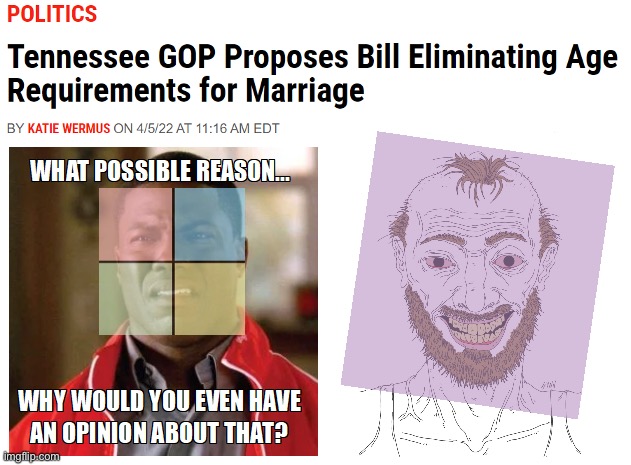 POLITICS
Tennessee GOP Proposes Bill Eliminating Age
Requirements for Marriage
BY KATIE WERMUS ON 4/5/22 AT 11:16 AM EDT
WHAT POSSIBLE REASON...
WHY WOULD YOU EVEN HAVE
AN OPINION ABOUT THAT?
imgflip.com